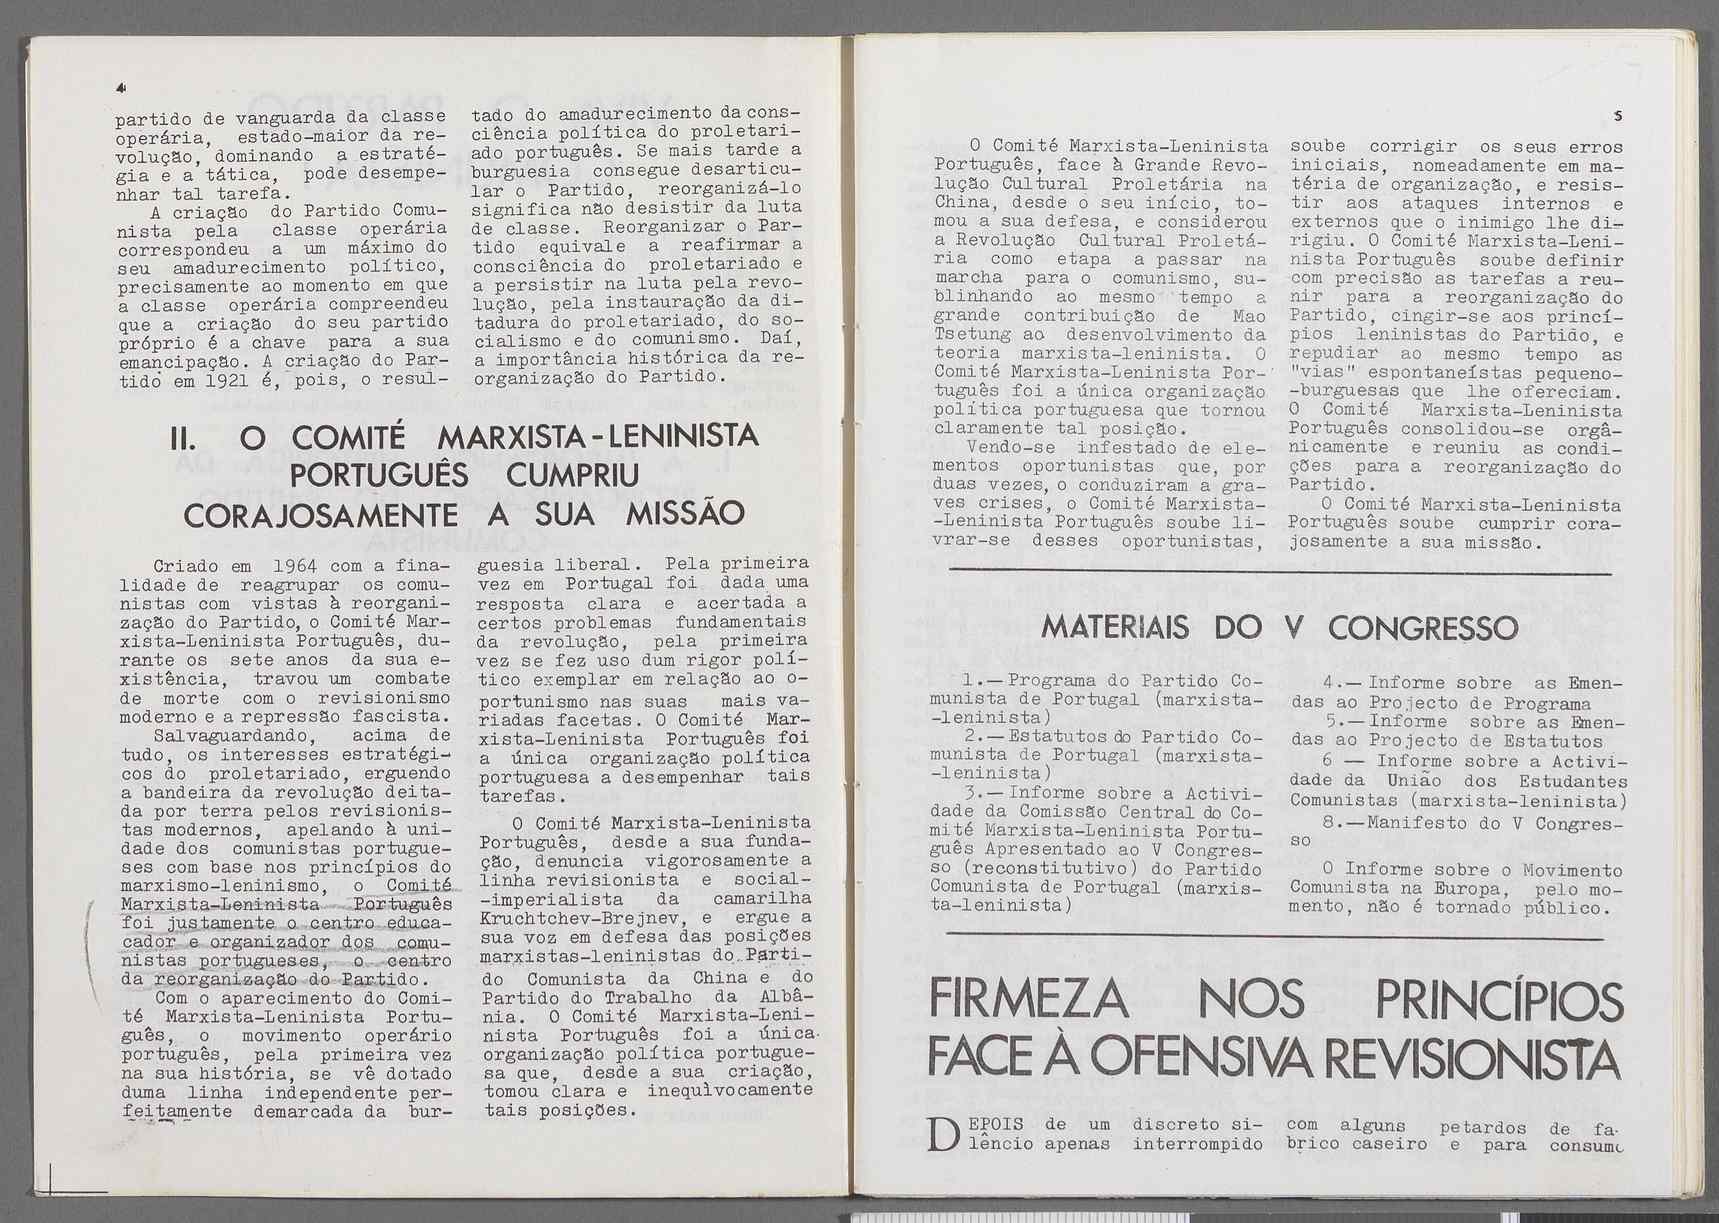 4
partido de vanguarda da classe
operária, estado-maior da re-
volução, dominando a estraté-
gia e a tática, pode desempe-
nhar tal tarefa.
A criação do Partido Comu-
nista pela classe operária
correspondeu a um máximo do
seu amadurecimento político,
precisamente ao momento em que
a classe operária compreendeu
que a criação do seu partido
próprio é a chave para a sua
emancipação. A criação do Par-
tido em 1921 é, pois, o resul-
tado do amadurecimento da cons-
ciência política do proletari-
ado português. Se mais tarde a
burguesia consegue desarticu-
lar o Partido, reorganizá-lo
significa não desistir da luta
de classe. Reorganizar o Par-
tido equivale a reafirmar a
consciência do proletariado e
a persistir na luta pela revo-
lução, pela instauração da di-
tadura do proletariado, do so-
cialismo e do comunismo. Daí,
a importância histórica da re-
organização do Partido.
II. O COMITÉ MARXISTA-LENINISTA
PORTUGUÊS CUMPRIU
CORAJOSAMENTE A SUA MISSÃO
Criado em 1964 com a fina-
lidade de reagrupar os comu-
nistas com vistas à reorgani-
zação do Partido, o Comité Mar-
xista-Leninista Português, du-
rante os sete anos da sua e-
xistência, travou um combate
de morte com o revisionismo
moderno e a repressão fascista.
Salvaguardando, acima de
tudo, os interesses estratégi-
cos do proletariado, erguendo
a bandeira da revolução deita-
da por terra pelos revisionis-
tas modernos, apelando à uni-
dade dos comunistas portugue-
ses com base nos princípios do
marxismo-leninismo, o Comité
Marxista-Leninista Português
foi justamente o centro educa-
cador e organizador dos comu-
nistas portugueses, o centro
da reorganização do Partido.
Com o aparecimento do Comi-
té Marxista-Leninista Portu-
guês, o movimento operário
português, pela primeira vez
na sua história, se vê dotado
duma linha independente per-
feitamente demarcada da bur-
guesia liberal. Pela primeira
vez em Portugal foi dada uma
resposta clara e acertada a
certos problemas fundamentais
da revolução, pela primeira
vez se fez uso dum rigor polí-
tico exemplar em relação ao o-
portunismo nas suas mais va-
riadas facetas. O Comité Mar-
xista-Leninista Português foi
a única organização política
portuguesa a desempenhar tais
tarefas.
O Comité Marxista-Leninista
Português, desde a sua funda-
ção, denuncia vigorosamente a
linha revisionista e social-
-imperialista da camarilha
Kruchtchev-Brejnev, e ergue a
sua voz em defesa das posições
marxistas-leninistas do Parti-
do Comunista da China e do
Partido do Trabalho da Albâ-
nia. O Comité Marxista-Leni-
nista Português foi a única
organização política portugue-
sa que, desde a sua criação,
tomou clara e inequìvocamente
tais posições.
5
O Comité Marxista-Leninista
Português, face à Grande Revo-
lução Cultural Proletária na
China, desde o seu início, to-
mou a sua defesa, e considerou
a Revolução Cultural Proletá-
ria como etapa a passar na
marcha para o comunismo, su-
blinhando ao mesmo tempo a
grande contribuição de Mao
Tsetung ao desenvolvimento da
teoria marxista-leninista. O
Comité Marxista-Leninista Por-
tuguês foi a única organização
política portuguesa que tornou
claramente tal posição.
Vendo-se infestado de ele-
mentos oportunistas que, por
duas vezes, o conduziram a gra-
ves crises, o Comité Marxista-
-Leninista Português soube li-
vrar-se desses oportunistas,
soube corrigir os seus erros
iniciais, nomeadamente em ma-
téria de organização, e resis-
tir aos ataques internos e
externos que o inimigo lhe di-
rigiu. O Comité Marxista-Leni-
nista Português soube definir
com precisão as tarefas a reu-
nir para a reorganização do
Partido, cingir-se aos princí-
pios leninistas do Partido, e
repudiar ao mesmo tempo as
"vias" espontaneístas pequeno-
-burguesas que lhe ofereciam.
O Comité Marxista-Leninista
Português consolidou-se orgâ-
nicamente e reuniu as condi-
ções para a reorganização do
Partido.
O Comité Marxista-Leninista
Português soube cumprir cora-
josamente a sua missão.
MATERIAIS DO V CONGRESSO
1.— Programa do Partido Co-
munista de Portugal (marxista-
-leninista)
2.— Estatutos do Partido Co-
munista de Portugal (marxista-
-leninista)
3.— Informe sobre a Activi-
dade da Comissão Central do Co-
mité Marxista-Leninista Portu-
guês Apresentado ao V Congres-
so (reconstitutivo) do Partido
Comunista de Portugal (marxis-
ta-leninista)
4.— Informe sobre as Emen-
das ao Projecto de Programa
5.— Informe sobre as Emen-
das ao Projecto de Estatutos
6 — Informe sobre a Activi-
dade da União dos Estudantes
Comunistas (marxista-leninista)
8.—Manifesto do V Congres-
so
O Informe sobre o Movimento
Comunista na Europa, pelo mo-
mento, não é tornado público.
FIRMEZA NOS PRINCÍPIOS
FACE À OFENSIVA REVISIONISTA
DEPOIS de um discreto si-
lêncio apenas interrompido
com alguns petardos de fa-
brico caseiro e para consumo